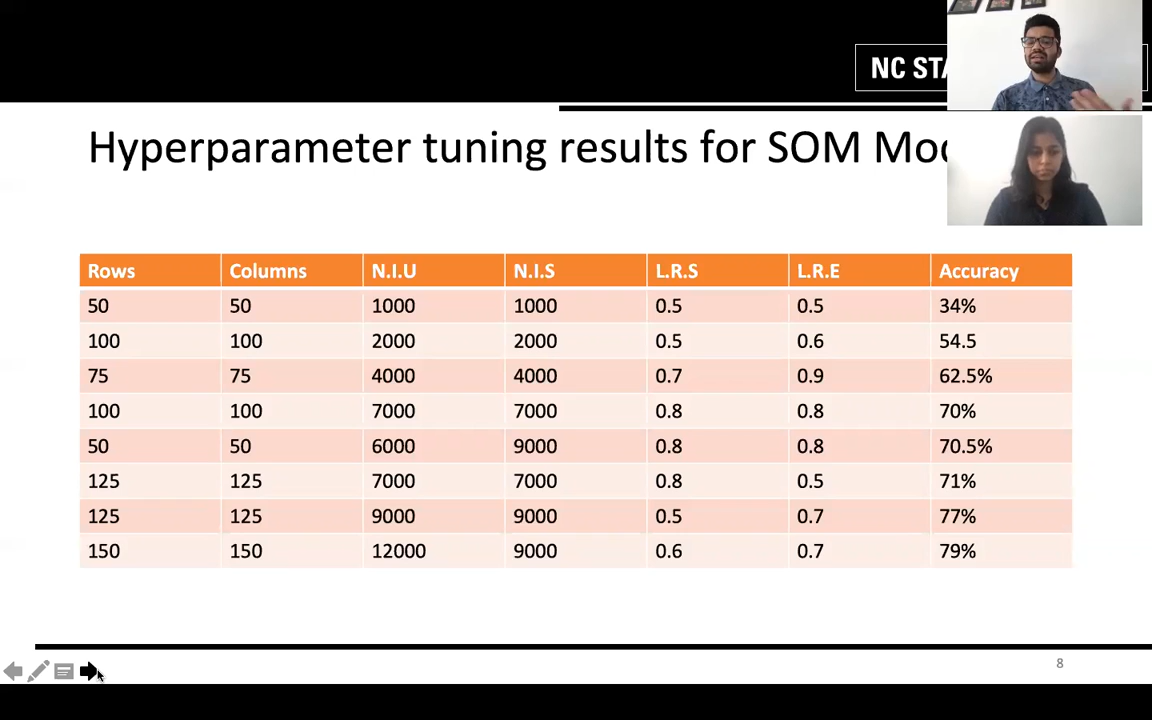 NC STA
Hyperparameter tuning results for SOM
Rows Columns N.I.U N.I.S L.R.S L.R.E Accuracy
50 50 1000 1000 0.5 0.5 34%
100 100 2000 2000 0.5 0.6 54.5
75 75 4000 4000 0.7 0.9 62.5%
100 100 7000 7000 0.8 0.8 70%
50 50 6000 9000 0.8 0.8 70.5%
125 125 7000 7000 0.8 0.5 71%
125 125 9000 9000 0.5 0.7 77%
150 150 12000 9000 0.6 0.7 79%
8